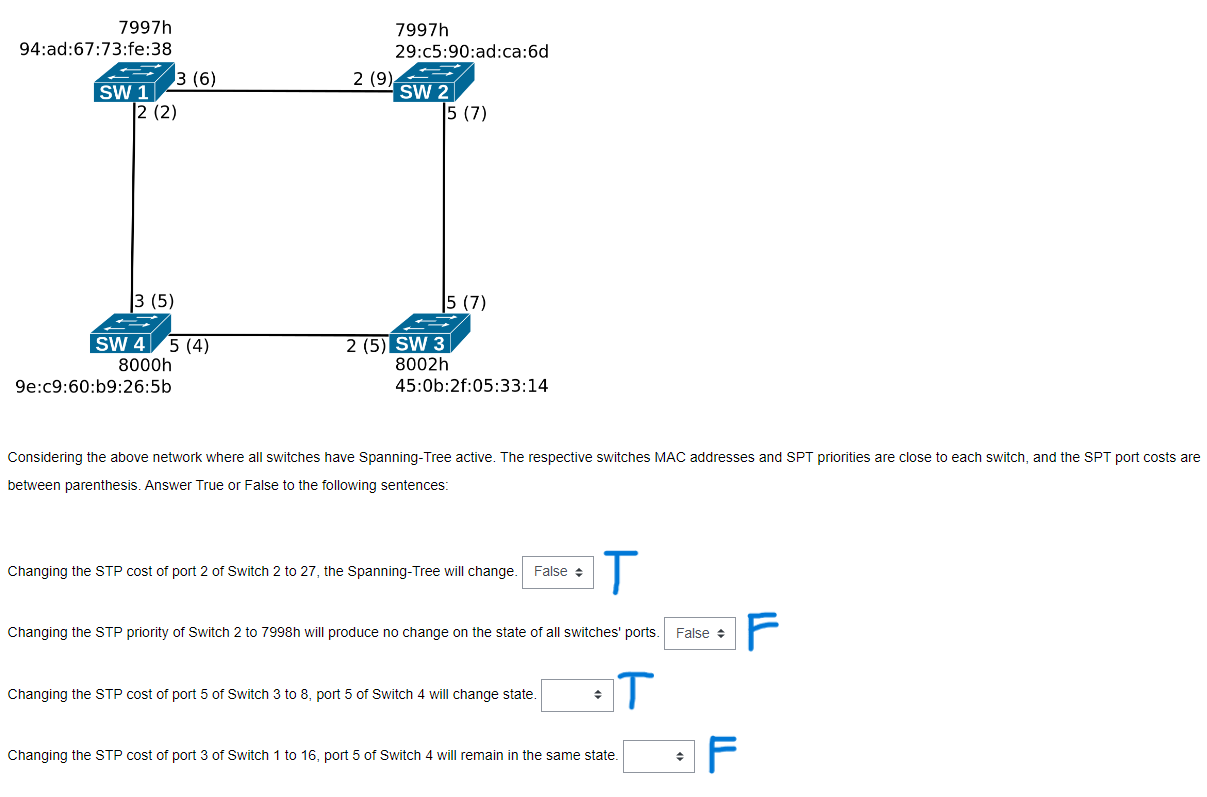 7997h 7997h
94:ad:67:73:fe:38 29:c5:90:ad:ca:6d
3 (6) 2 (9)
SW 1 SW 2
2 (2) 5 (7)
3 (5) 5 (7)
SW 4 5 (4) 2 (5) SW 3
8000h 8002h
9e:c9:60:b9:26:5b 45:0b:2f:05:33:14
Considering the above network where all switches have Spanning-Tree active. The respective switches MAC addresses and SPT priorities are close to each switch, and the SPT port costs are
between parenthesis. Answer True or False to the following sentences:
Changing the STP cost of port 2 of Switch 2 to 27, the Spanning-Tree will change. False T
Changing the STP priority of Switch 2 to 7998h will produce no change on the state of all switches' ports. False F
Changing the STP cost of port 5 of Switch 3 to 8, port 5 of Switch 4 will change state. T
Changing the STP cost of port 3 of Switch 1 to 16, port 5 of Switch 4 will remain in the same state. F